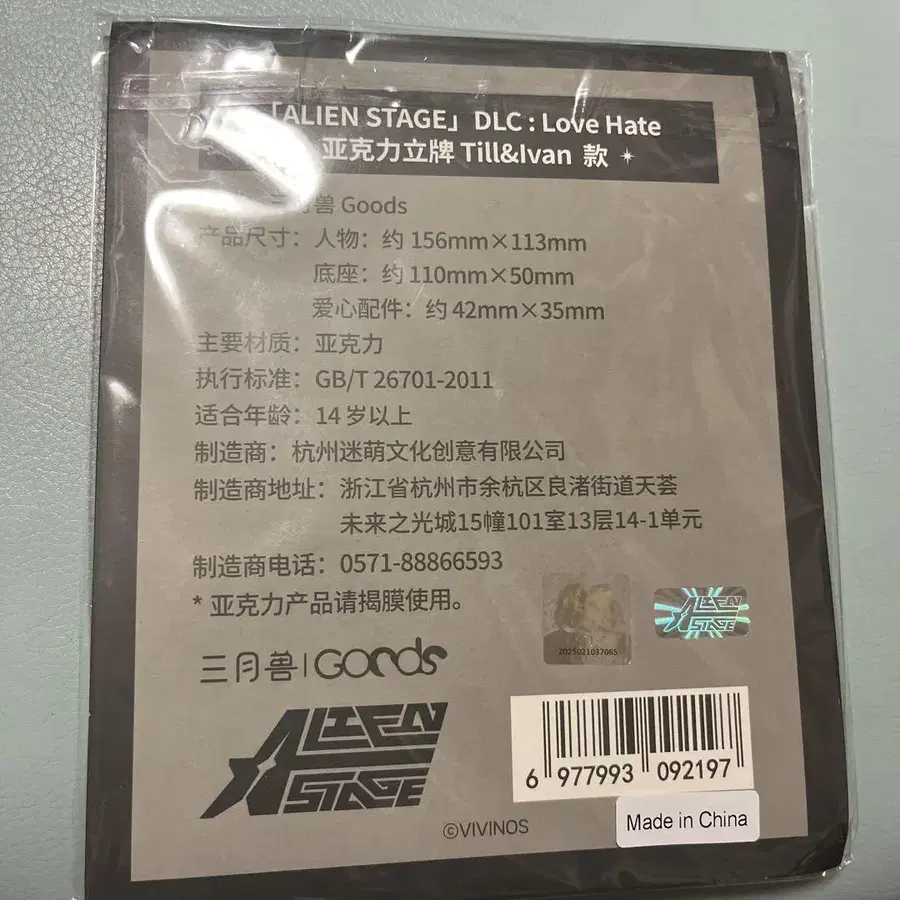 「ALIEN STAGE」DLC : Love Hate
亚克力立牌 Till&Ivan 款
兽 Goods
产品尺寸：人物：约 156mm×113mm
底座：约 110mm×50mm
爱心配件：约 42mm×35mm
主要材质：亚克力
执行标准：GB/T 26701-2011
适合年龄：14 岁以上
制造商：杭州迷萌文化创意有限公司
制造商地址：浙江省杭州市余杭区良渚街道天荟
未来之光城15幢101室13层14-1单元
制造商电话：0571-88866593
* 亚克力产品请揭膜使用。
2025021037065
ALIEN
STAGE
三月兽 | Goods
ALIEN
STAGE
6 977993 092197
Made in China
©VIVINOS